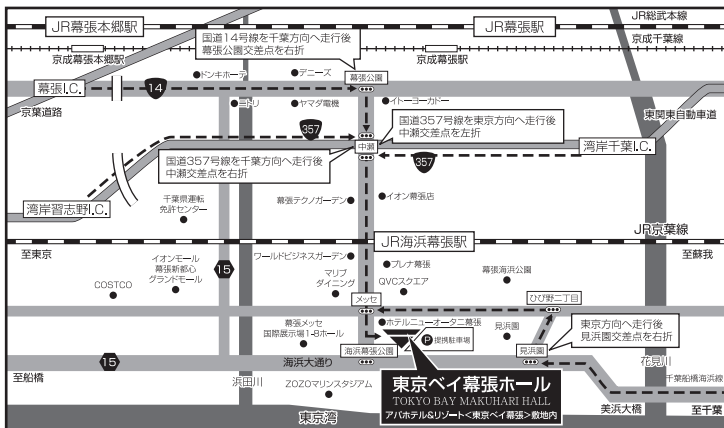 JR総武本線
JR幕張本郷駅
JR幕張駅
国道14号線を千葉方向へ走行後
幕張公園交差点を右折
京成千葉線
京成幕張本郷駅
京成幕張駅
ドンキホーテ
デニーズ
幕張公園
幕張I.C.
14
ニトリ
ヤマダ電機
イトーヨーカドー
京葉道路
東関東自動車道
357
国道357号線を東京方向へ走行後
中瀬交差点を左折
中瀬
湾岸千葉I.C.
国道357号線を千葉方向へ走行後
中瀬交差点を右折
357
湾岸習志野I.C.
千葉県運転
免許センター
幕張テクノガーデン
イオン幕張店
JR京葉線
JR海浜幕張駅
至東京
至蘇我
イオンモール
幕張新都心
グランドモール
15
ワールドビジネスガーデン
プレナ幕張
幕張海浜公園
COSTCO
マリブ
ダイニング
QVCスクエア
メッセ
ひび野二丁目
幕張メッセ
国際展示場1-8ホール
ホテルニューオータニ幕張
見浜園
東京方向へ走行後
見浜園交差点を右折
P 提携駐車場
15
海浜大通り
海浜幕張公園
見浜園
花見川
至船橋
浜田川
ZOZOマリンスタジアム
東京ベイ幕張ホール
TOKYO BAY MAKUHARI HALL
アパホテル&リゾート<東京ベイ幕張>敷地内
千葉船橋海浜線
東京湾
美浜大橋
至千葉